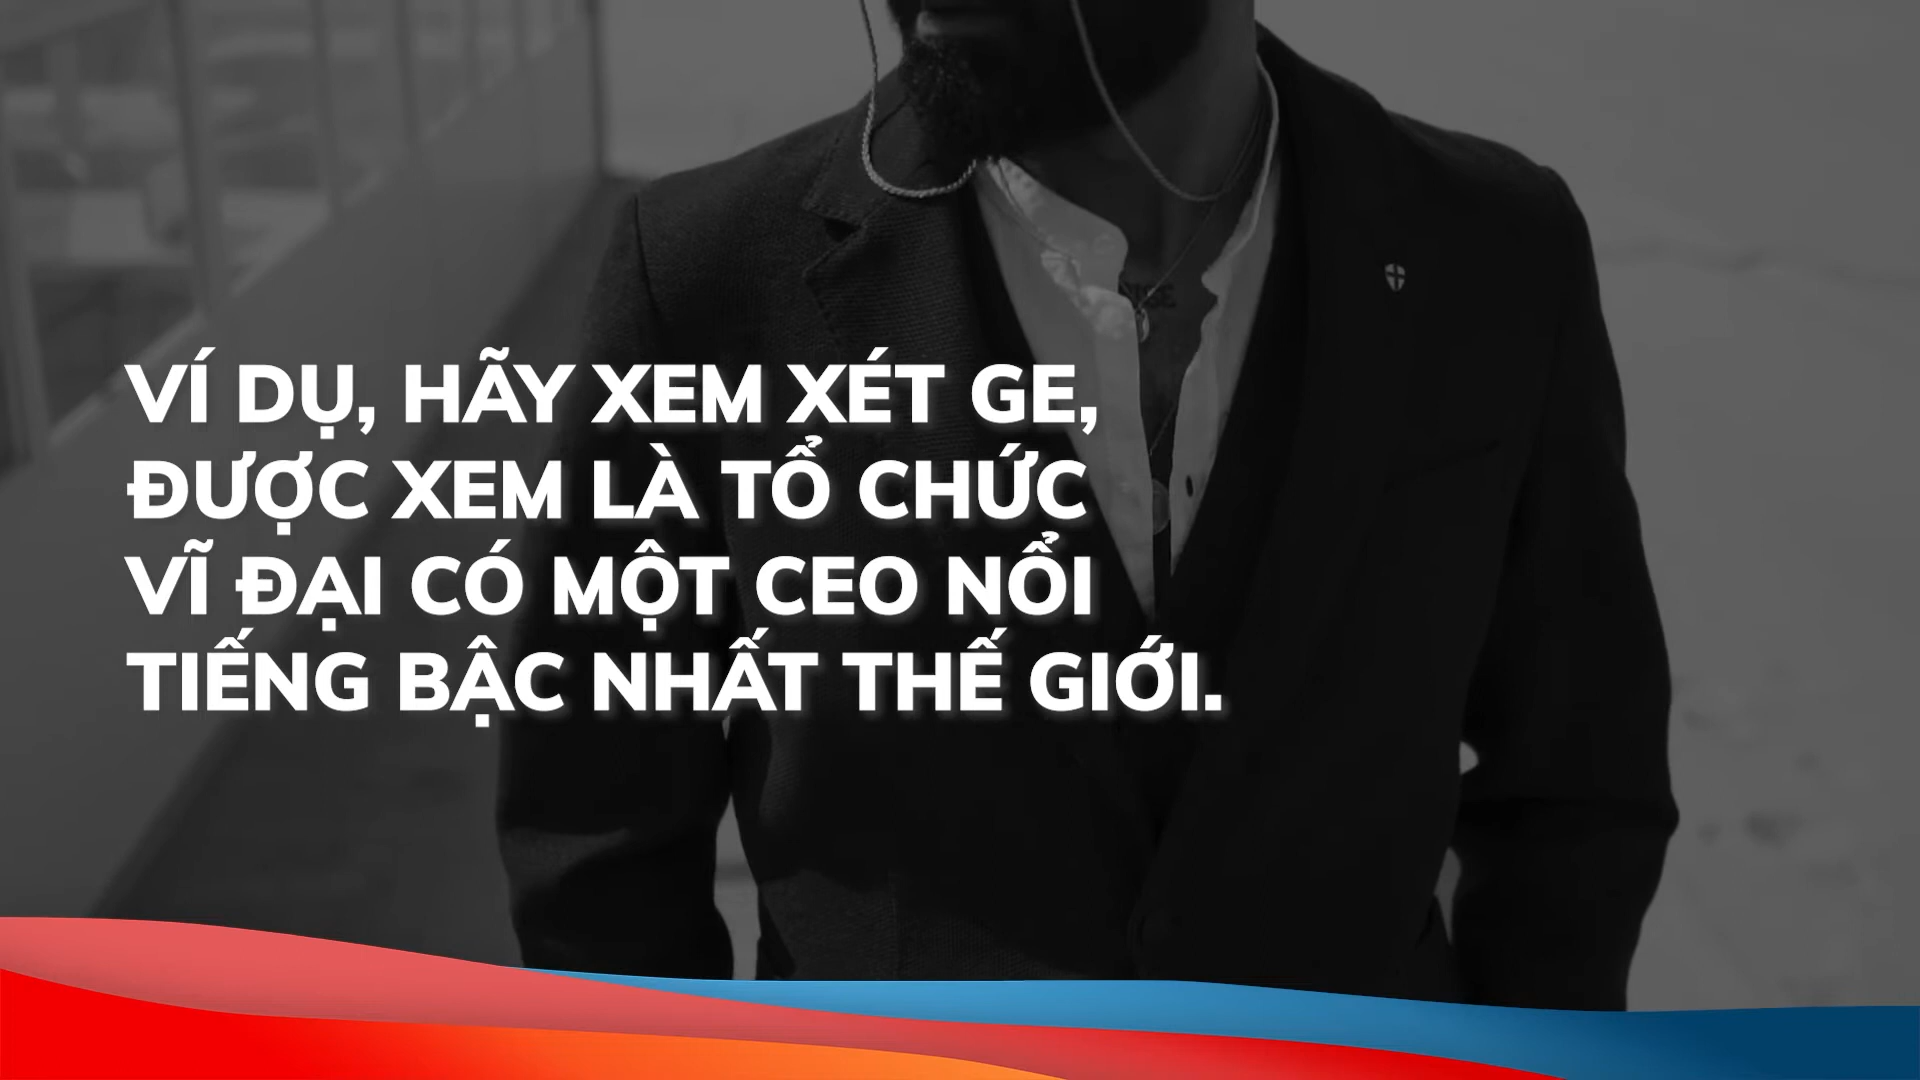 VÍ DỤ, HÃY XEM XÉT GE,
ĐƯỢC XEM LÀ TỔ CHỨC
VĨ ĐẠI CÓ MỘT CEO NỔI
TIẾNG BẬC NHẤT THẾ GIỚI.